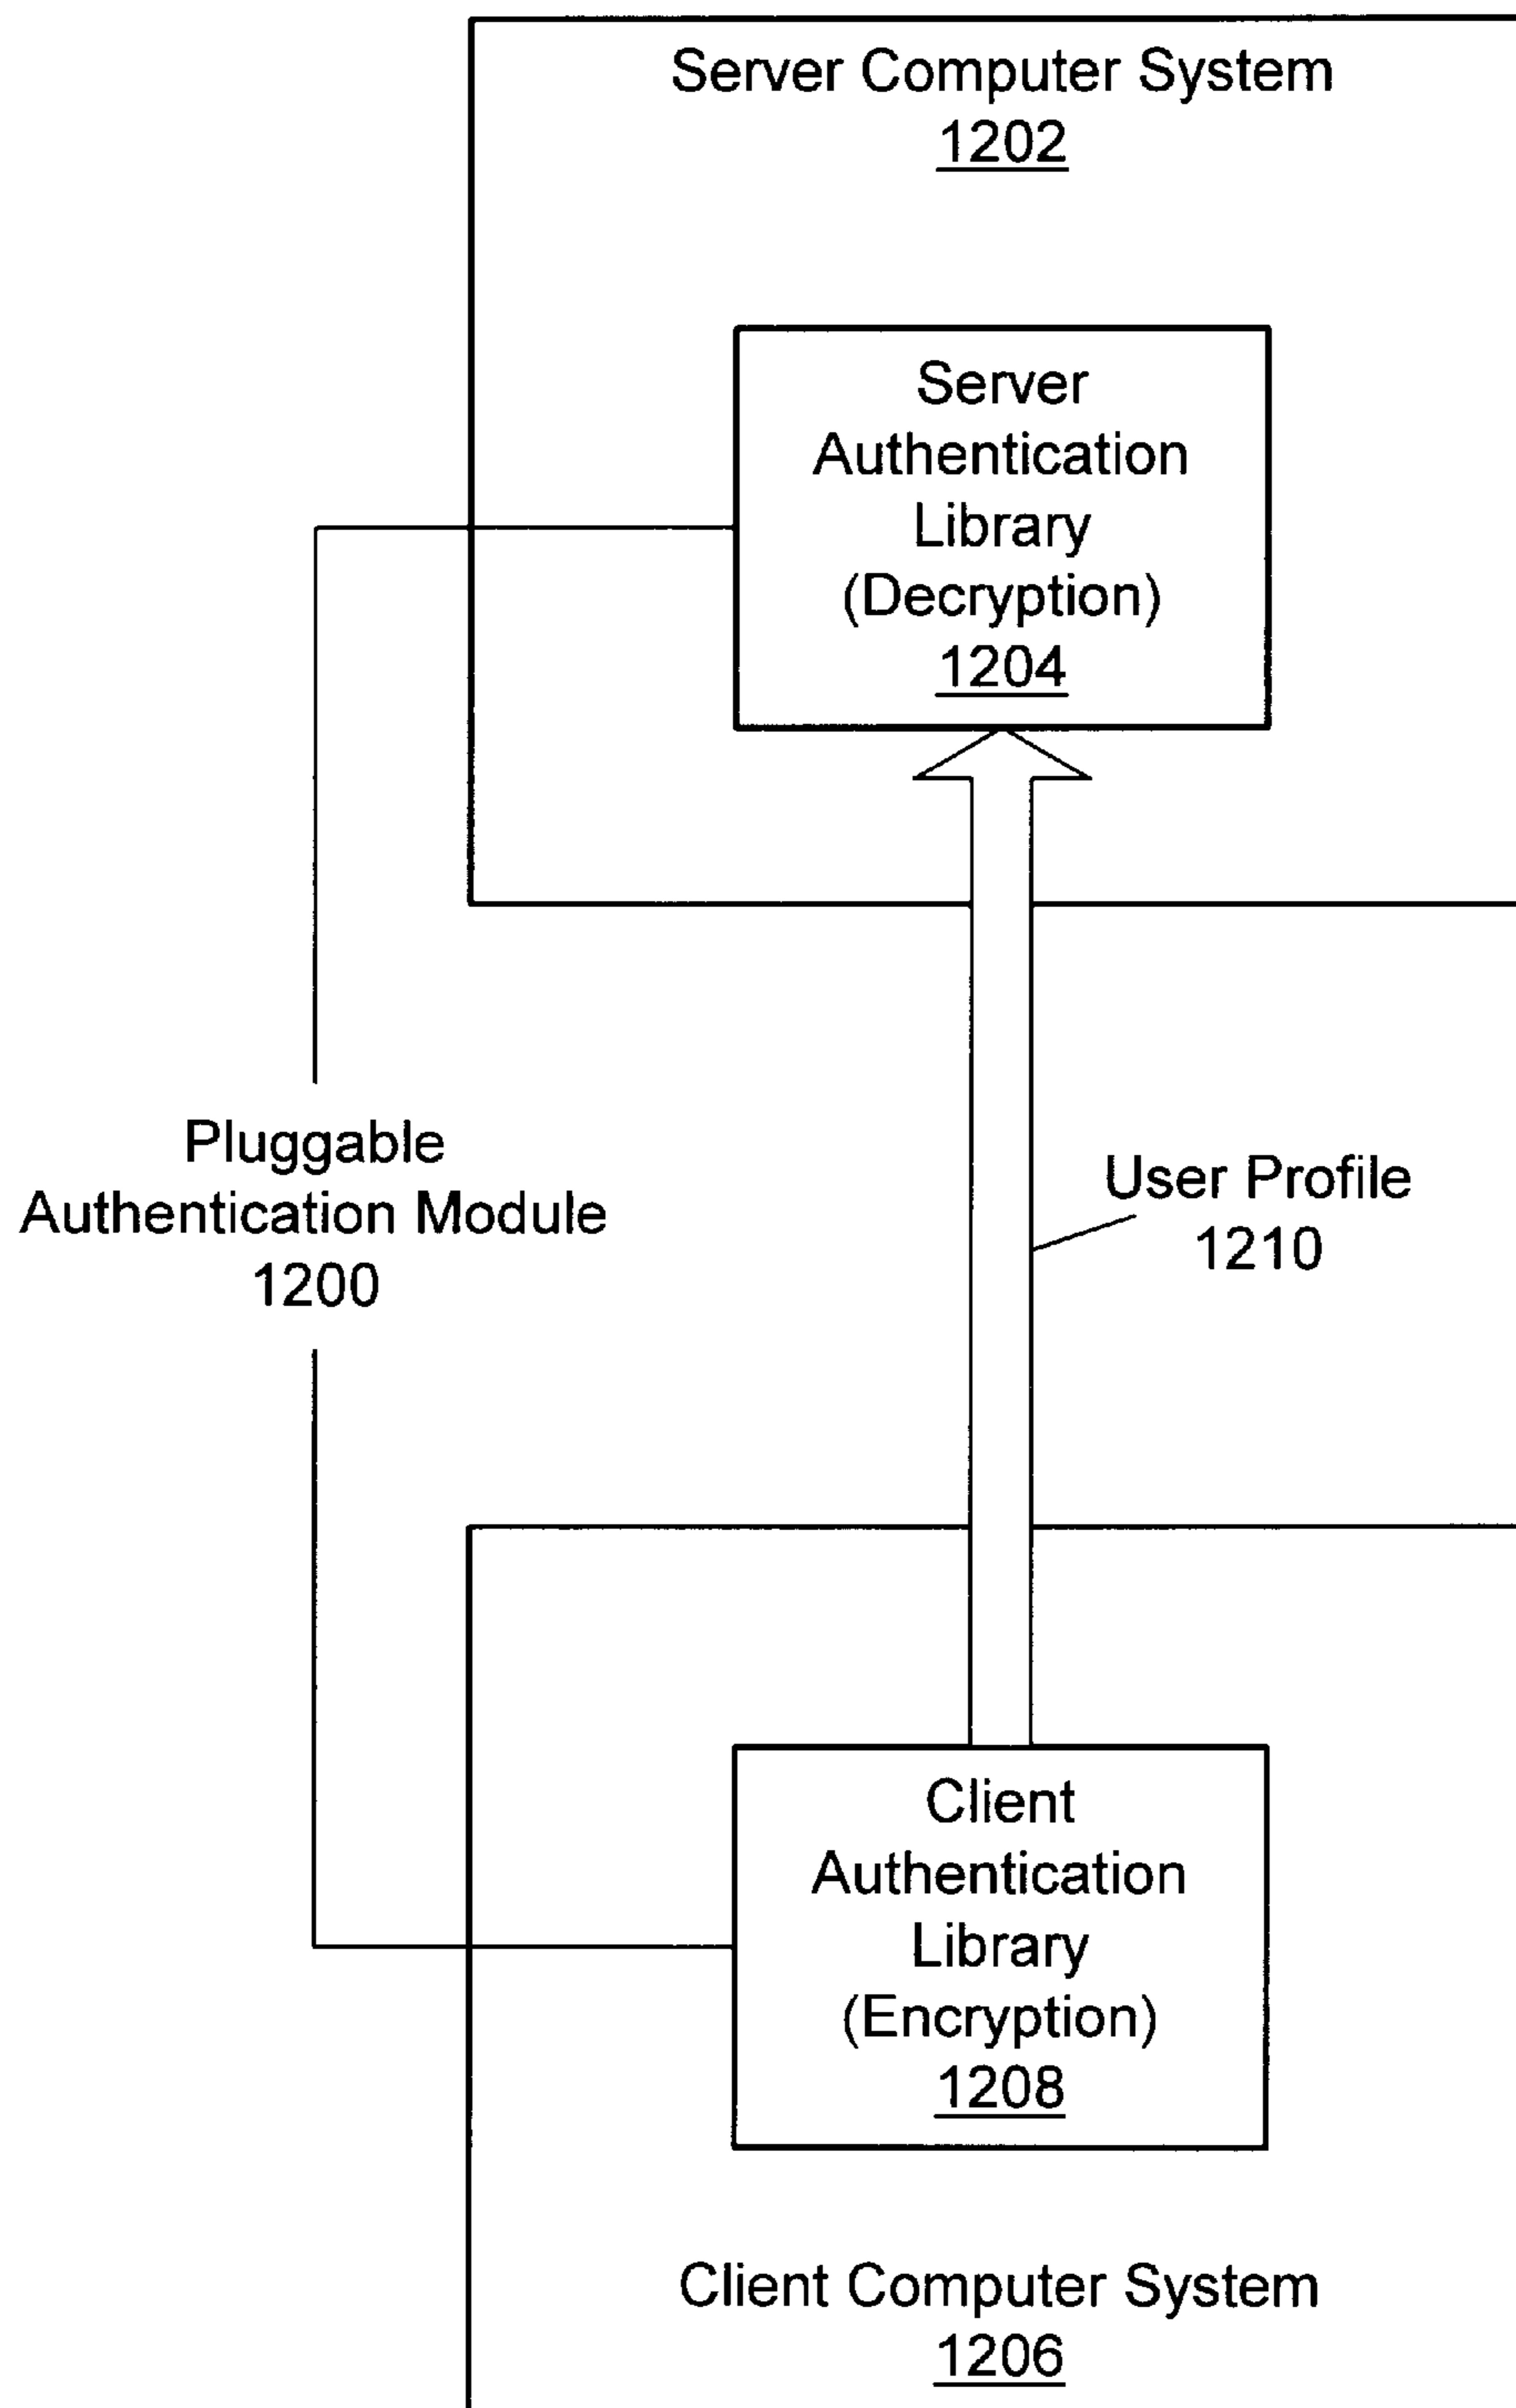 Server Computer System
1202
Server
Authentication
Library
(Decryption)
1204
Pluggable
Authentication Module
1200
User Profile
1210
Client
Authentication
Library
(Encryption)
1208
Client Computer System
1206